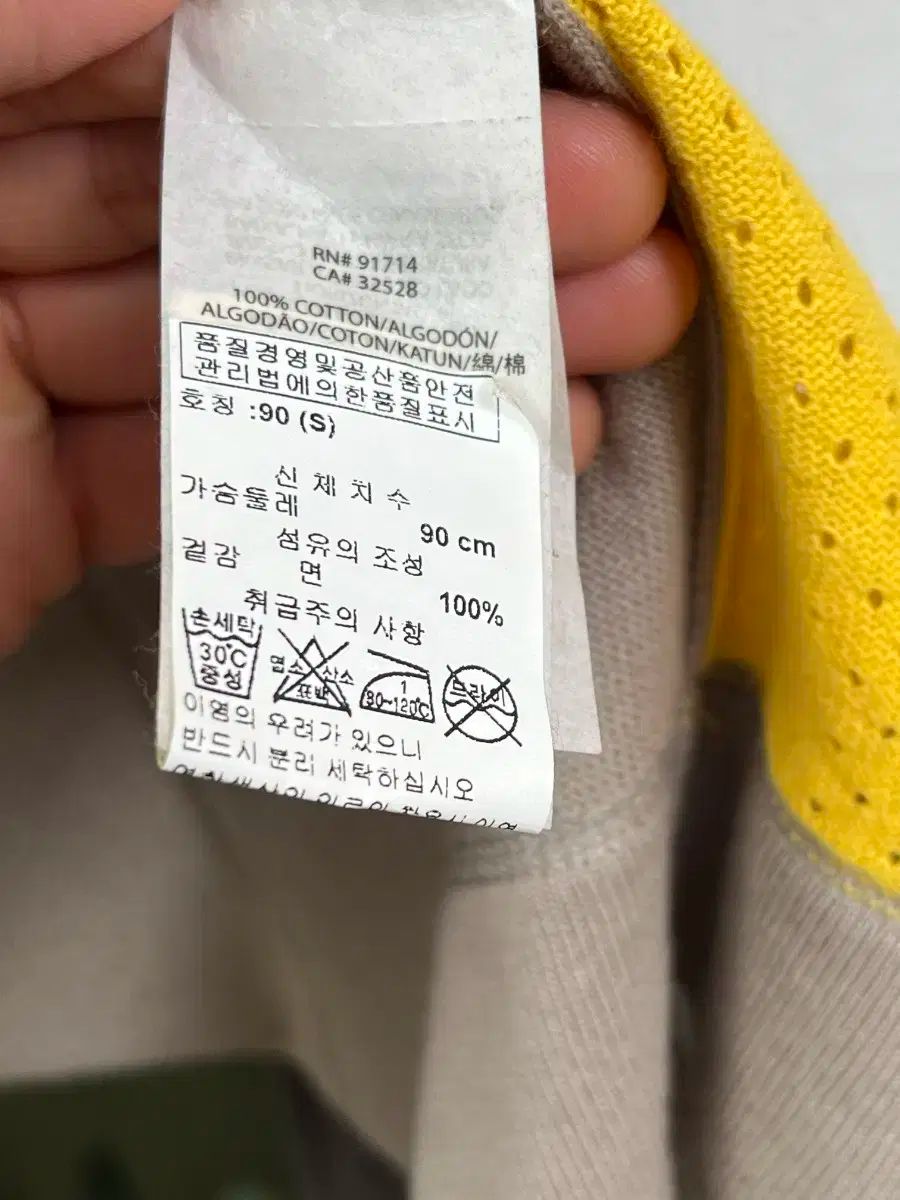 RN# 91714
CA# 32528
100% COTTON/ALGODÓN/
ALGODÃO/COTON/KATUN/綿/棉
품질경영및공산품안전
관리법에의한품질표시
호칭 :90 (S)
신체치수
가슴둘레
90 cm
섬유의 조성
겉감
면
100%
취급주의 사항
손세탁
30℃
중성
염소 산소
표백
1
80~120℃
드라이
이염의 우려가 있으니
반드시 분리 세탁하십시오